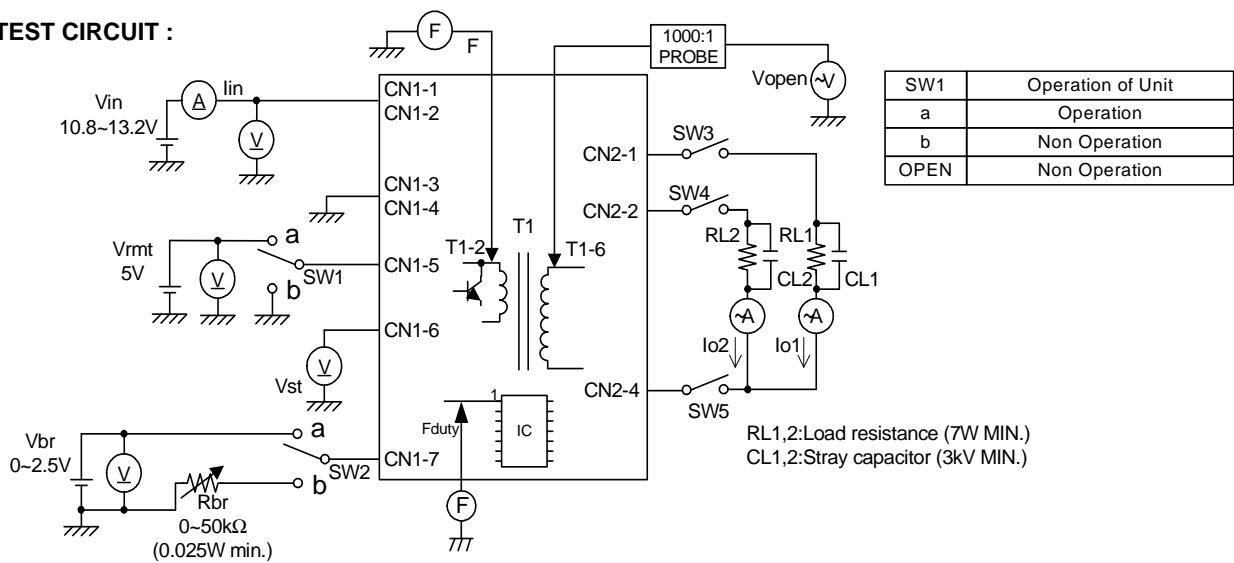 TEST CIRCUIT :
F
F
1000:1
PROBE
Vopen
~V
Vin
10.8~13.2V
A
Iin
V
CN1-1
CN1-2
CN1-3
CN1-4
Vrmt
5V
V
a
b
SW1
CN1-5
CN1-6
V
Vst
Vbr
0~2.5V
V
a
b
SW2
CN1-7
Rbr
0~50kΩ
(0.025W min.)
T1-2
T1
T1-6
1
IC
Fduty
F
CN2-1
SW3
CN2-2
SW4
RL2
RL1
CL2
CL1
~A
~A
Io2
Io1
CN2-4
SW5
RL1,2:Load resistance (7W MIN.)
CL1,2:Stray capacitor (3kV MIN.)
SW1 Operation of Unit
a Operation
b Non Operation
OPEN Non Operation